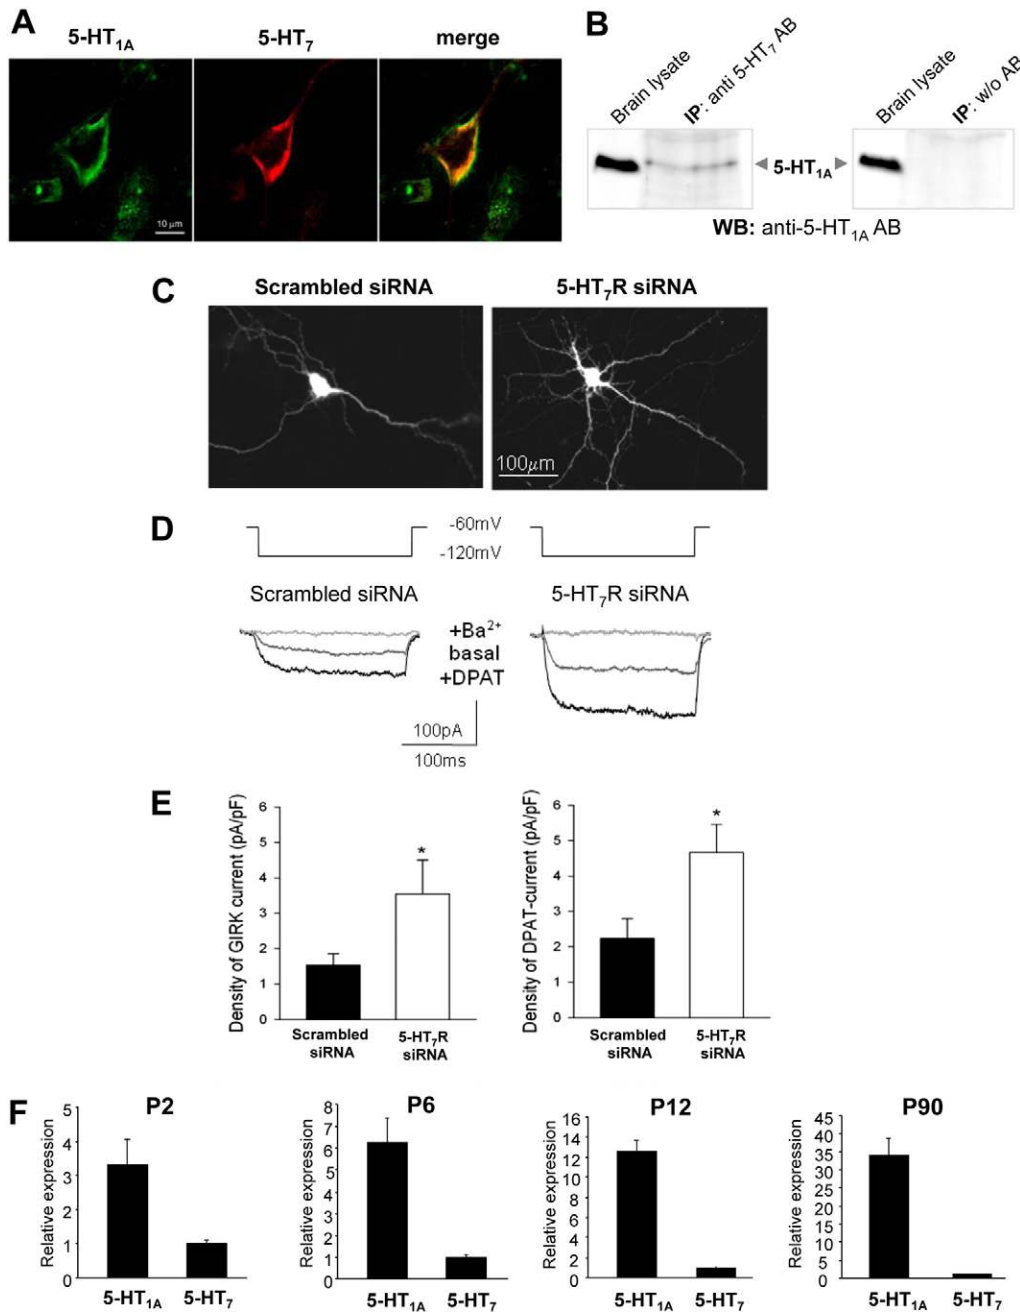 A
5-HT1A
5-HT7
merge
10 µm
B
Brain lysate
IP: anti 5-HT7 AB
Brain lysate
IP: w/o AB
5-HT1A
WB: anti-5-HT1A AB
C
Scrambled siRNA
5-HT7R siRNA
100µm
D
-60mV
-120mV
Scrambled siRNA
5-HT7R siRNA
+Ba2+
basal
+DPAT
100pA
100ms
E
Density of GIRK current (pA/pF)
6
5
4
3
2
1
0
*
Scrambled
siRNA
5-HT7R
siRNA
Density of DPAT-current (pA/pF)
6
5
4
3
2
1
0
*
Scrambled
siRNA
5-HT7R
siRNA
F
P2
Relative expression
5
4
3
2
1
0
5-HT1A
5-HT7
P6
Relative expression
8
7
6
5
4
3
2
1
0
5-HT1A
5-HT7
P12
Relative expression
16
14
12
10
8
6
4
2
0
5-HT1A
5-HT7
P90
Relative expression
45
40
35
30
25
20
15
10
5
0
5-HT1A
5-HT7